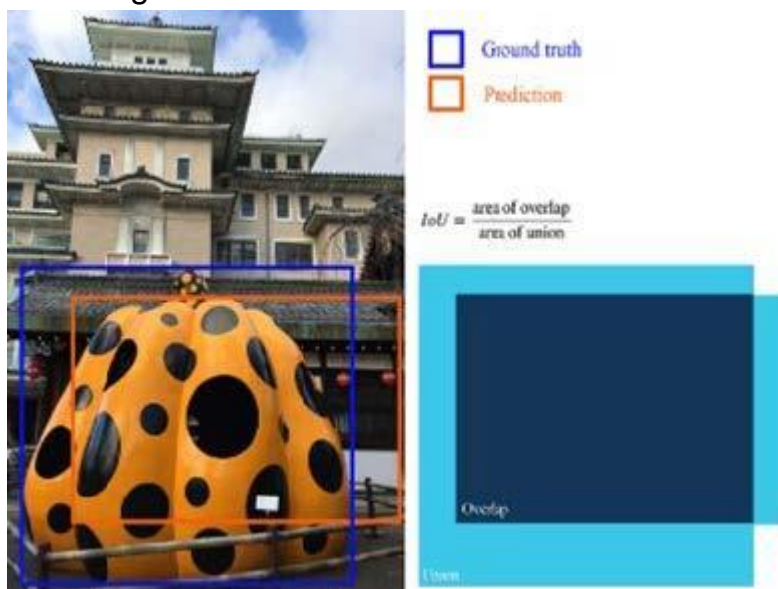 Ground truth
Prediction
IoU = area of overlap
area of union
Overlap
Union